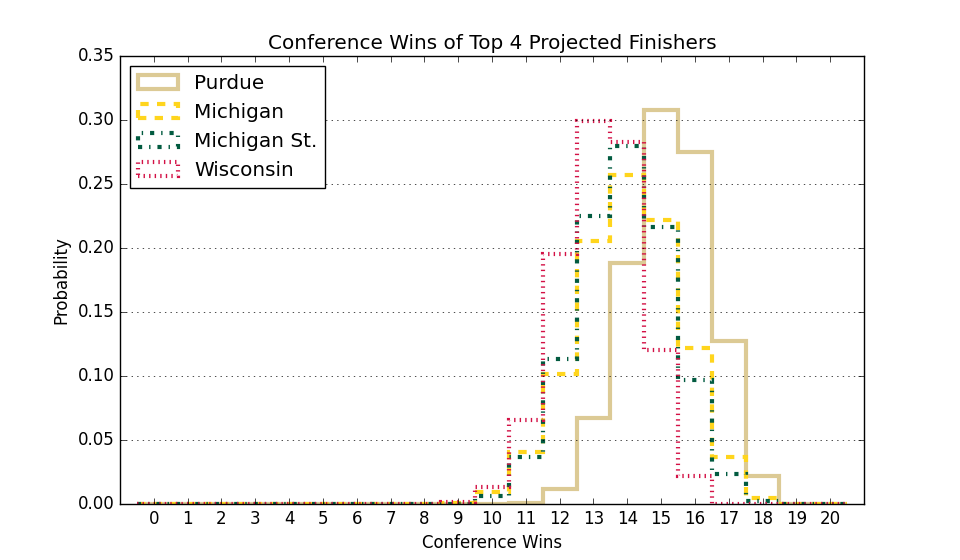 Conference Wins of Top 4 Projected Finishers
0.35
0.30
0.25
0.20
0.15
0.10
0.05
0.00
Probability
Purdue
Michigan
Michigan St.
Wisconsin
0 1 2 3 4 5 6 7 8 9 10 11 12 13 14 15 16 17 18 19 20
Conference Wins